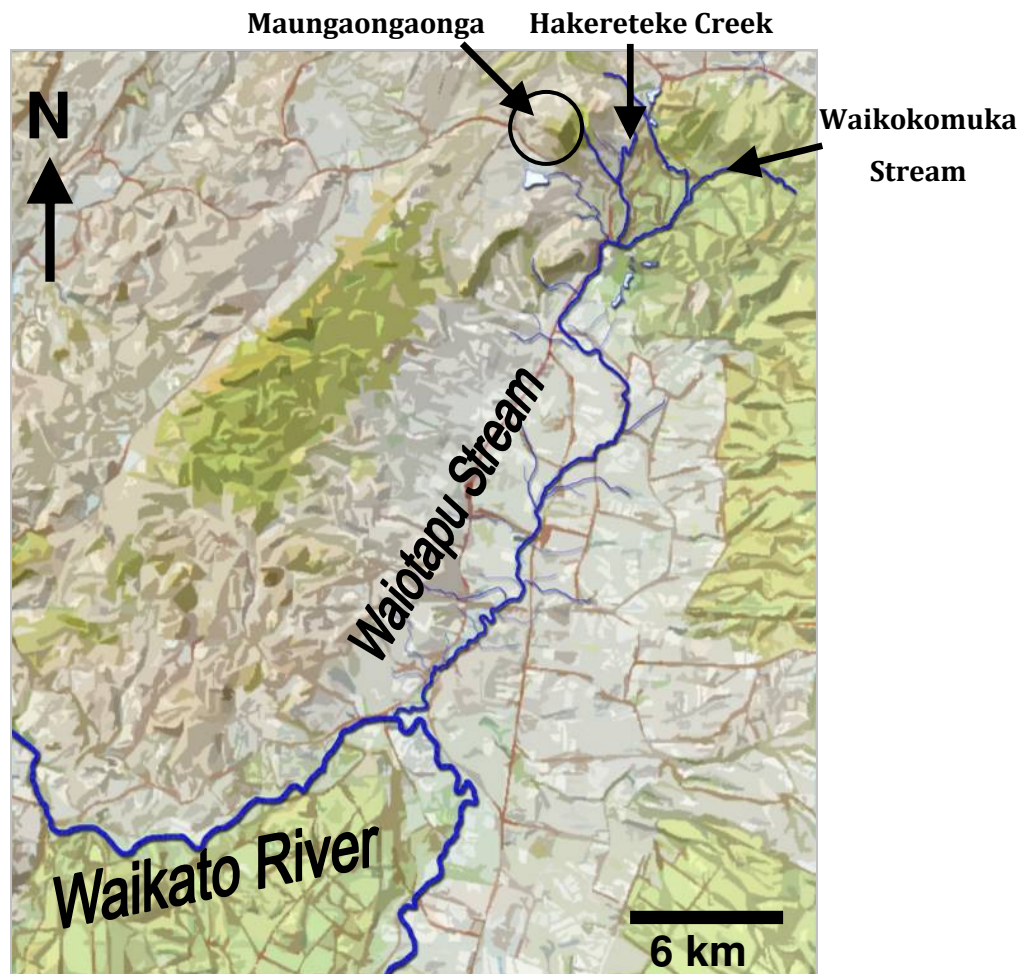 Maungaongaonga
Hakereteke Creek
N
Waikokomuka
Stream
Waiotapu Stream
Waikato River
6 km